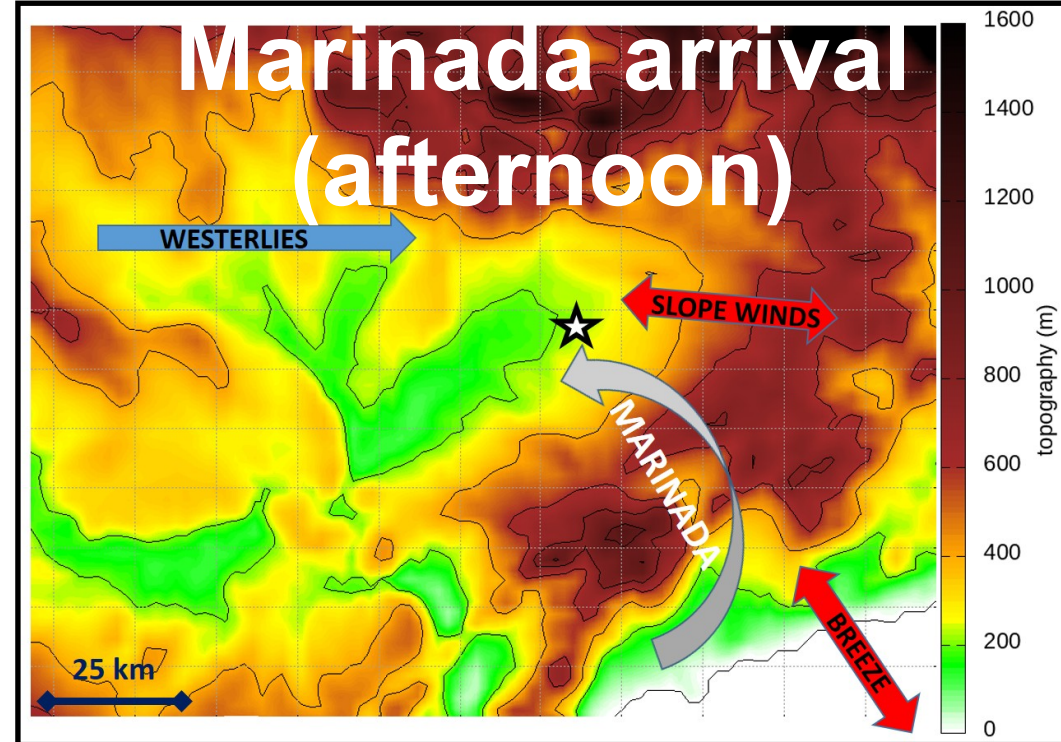 Marinada arrival
(afternoon)
WESTERLIES
SLOPE WINDS
MARINADA
BREEZE
25 km
1600
1400
1200
1000
800
600
400
200
0
topography (m)